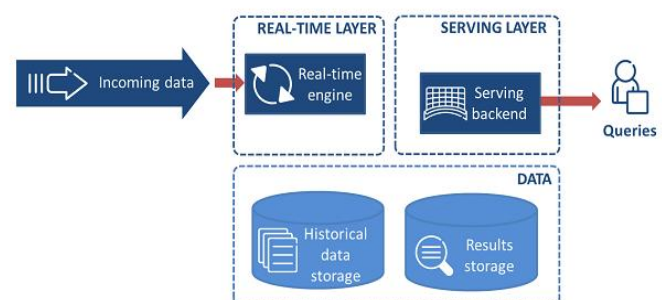 REAL-TIME LAYER
SERVING LAYER
Incoming data
Real-time
engine
Serving
backend
Queries
DATA
Historical
data
storage
Results
storage